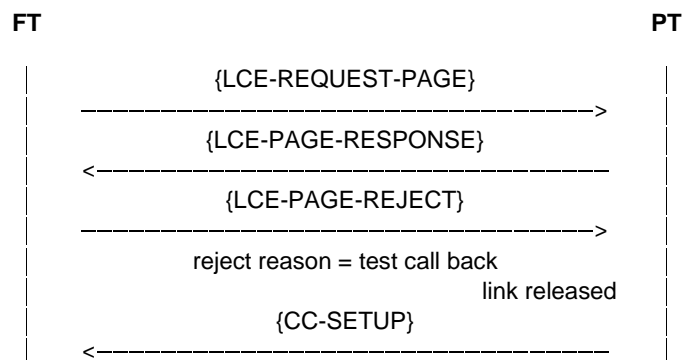 FT PT
{LCE-REQUEST-PAGE}
{LCE-PAGE-RESPONSE}
{LCE-PAGE-REJECT}
reject reason = test call back
link released
{CC-SETUP}